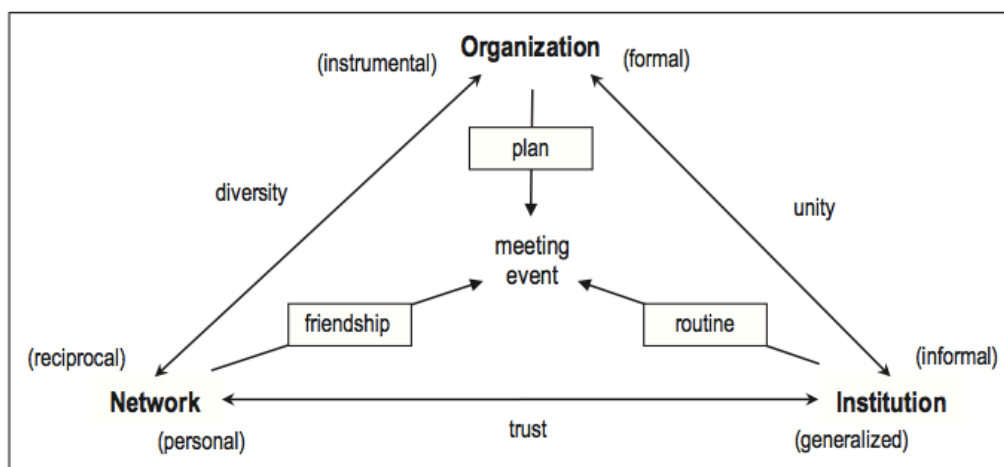 Organization
(instrumental)
(formal)
plan
diversity
unity
meeting
event
friendship
routine
(reciprocal)
(informal)
Network
Institution
trust
(personal)
(generalized)